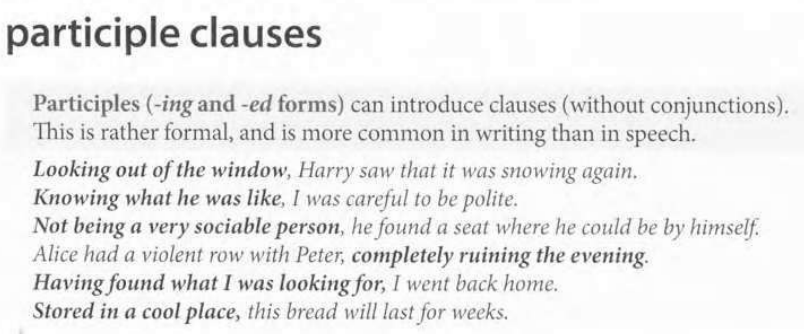 participle clauses
Participles (-ing and -ed forms) can introduce clauses (without conjunctions).
This is rather formal, and is more common in writing than in speech.
Looking out of the window, Harry saw that it was snowing again.
Knowing what he was like, I was careful to be polite.
Not being a very sociable person, he found a seat where he could be by himself.
Alice had a violent row with Peter, completely ruining the evening.
Having found what I was looking for, I went back home.
Stored in a cool place, this bread will last for weeks.